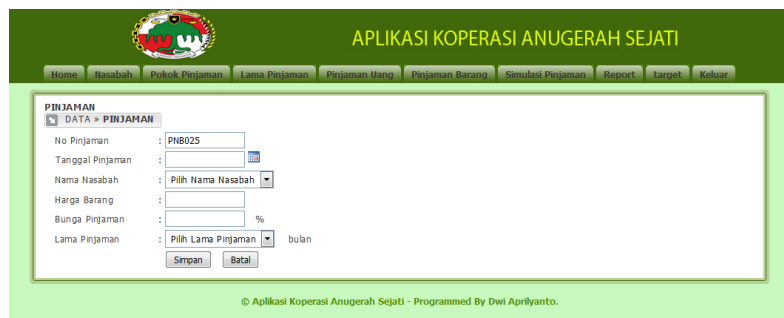 APLIKASI KOPERASI ANUGERAH SEJATI
Home Nasabah Pokok Pinjaman Lama Pinjaman Pinjaman Uang Pinjaman Barang Simulasi Pinjaman Report target Keluar
PINJAMAN
DATA » PINJAMAN
No Pinjaman : PNB025
Tanggal Pinjaman :
Nama Nasabah : Pilih Nama Nasabah
Harga Barang :
Bunga Pinjaman : %
Lama Pinjaman : Pilih Lama Pinjaman bulan
Simpan Batal
© Aplikasi Koperasi Anugerah Sejati - Programmed By Dwi Aprilyanto.